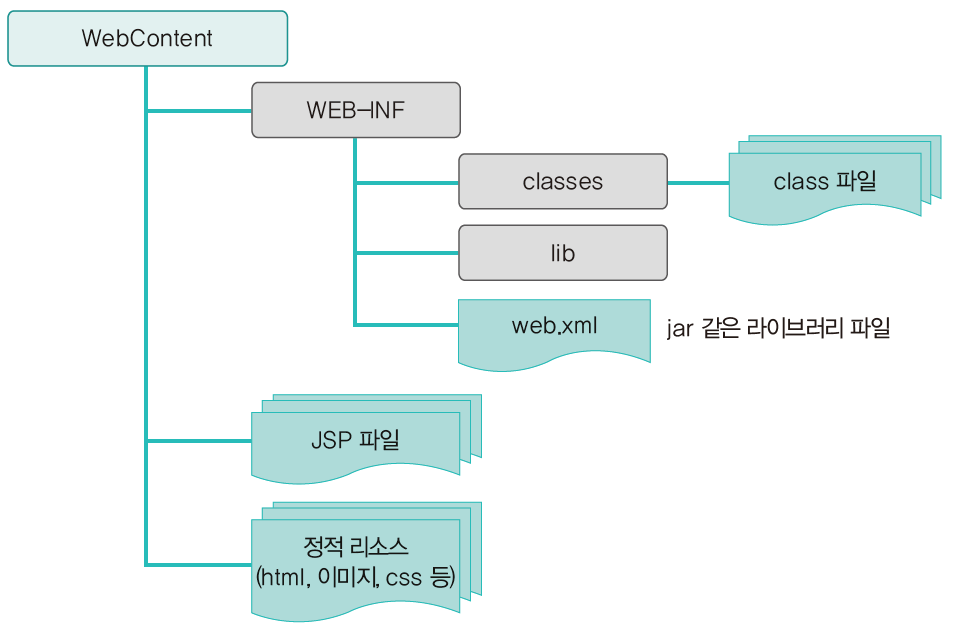 WebContent
WEB-INF
classes
class 파일
lib
web.xml
jar 같은 라이브러리 파일
JSP 파일
정적 리소스
(html, 이미지, css 등)